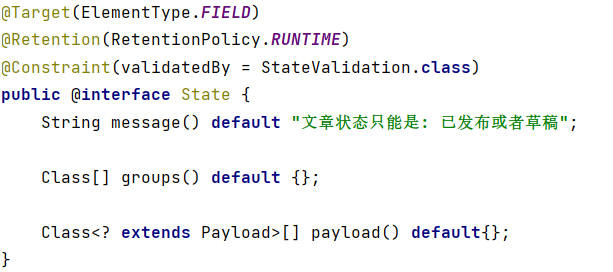 @Target(ElementType.FIELD)
@Retention(RetentionPolicy.RUNTIME)
@Constraint(validatedBy = StateValidation.class)
public @interface State {
    String message() default "文章状态只能是: 已发布或者草稿";
    Class[] groups() default {};
    Class<? extends Payload>[] payload() default{};
}